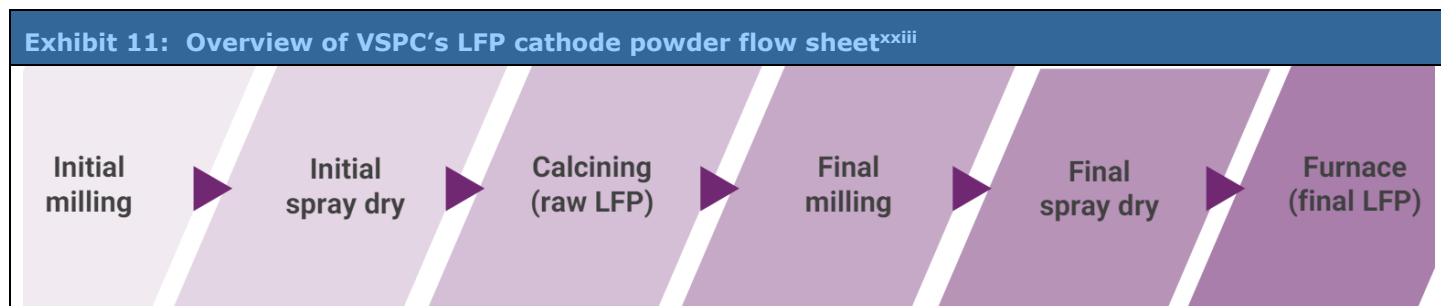 Exhibit 11:  Overview of VSPC’s LFP cathode powder flow sheetxxiii
Initial
milling
Initial
spray dry
Calcining
(raw LFP)
Final
milling
Final
spray dry
Furnace
(final LFP)